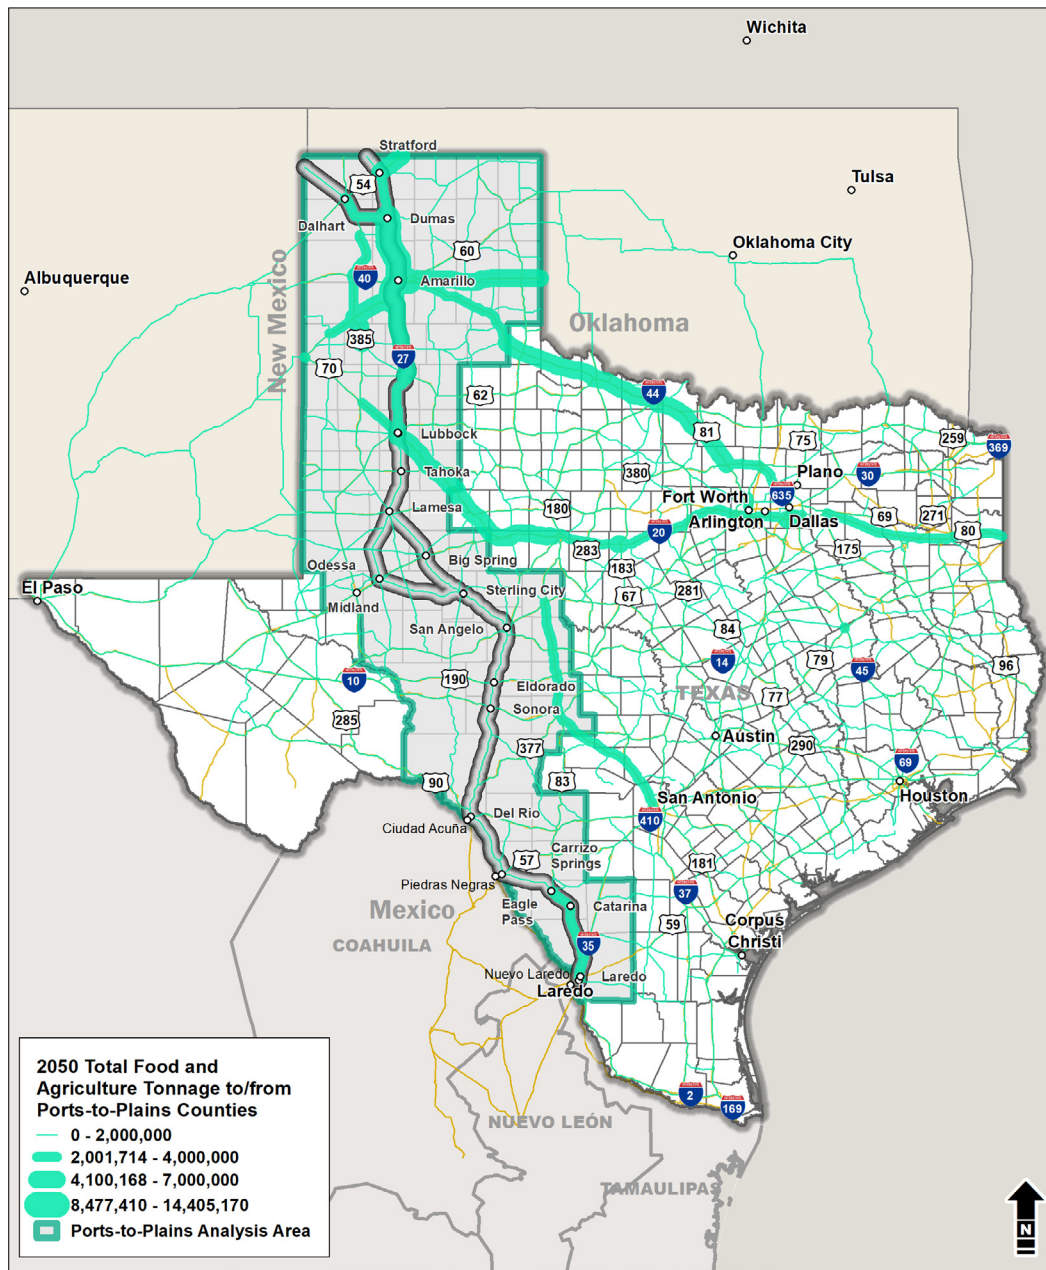 Wichita
Stratford
54
Tulsa
Dalhart
Dumas
60
Oklahoma City
Albuquerque
New Mexico
40
Amarillo
Oklahoma
385
27
70
62
44
81
75
259
369
Lubbock
380
Plano
30
Tahoka
635
Fort Worth
Lamesa
180
Arlington
Dallas
69
271
20
80
283
175
Odessa
Big Spring
183
El Paso
Midland
Sterling City
67
281
San Angelo
84
14
79
45
96
10
190
Eldorado
TEXAS
77
285
Sonora
377
Austin
290
90
83
69
San Antonio
Houston
Del Rio
410
Ciudad Acuña
57
Carrizo
Springs
181
Piedras Negras
37
Mexico
Eagle
Pass
Catarina
59
Corpus
Christi
COAHUILA
35
Nuevo Laredo
Laredo
Laredo
2050 Total Food and
Agriculture Tonnage to/from
Ports-to-Plains Counties
0 - 2,000,000
2,001,714 - 4,000,000
4,100,168 - 7,000,000
8,477,410 - 14,405,170
Ports-to-Plains Analysis Area
2
169
NUEVO LEÓN
TAMAULIPAS
N